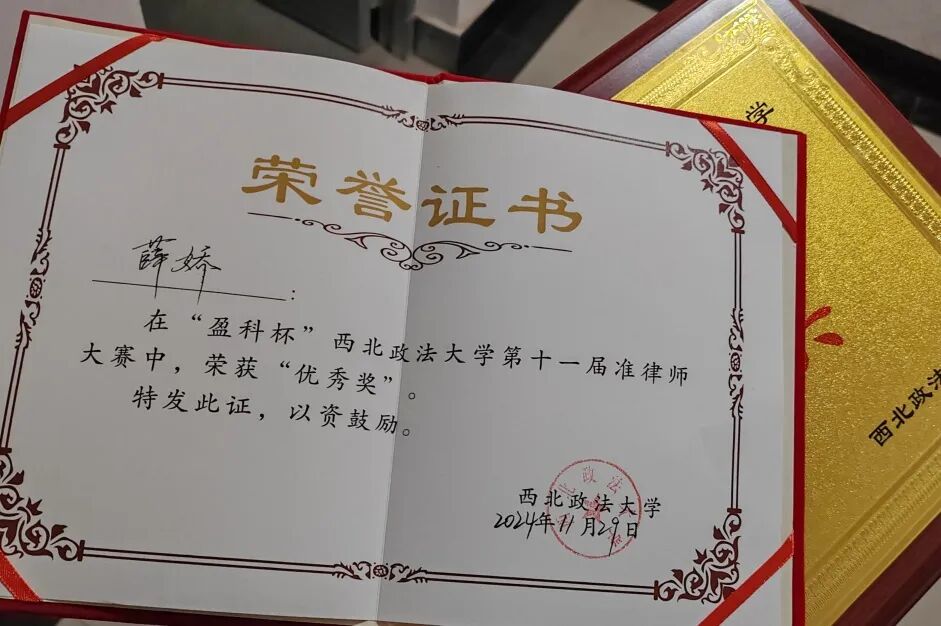 荣誉证书
薛娇：
在“盈科杯”西北政法大学第十一届准律师
大赛中，荣获“优秀奖”。
特发此证，以资鼓励。
西北政法大学
2024年11月29日
学
西北政法